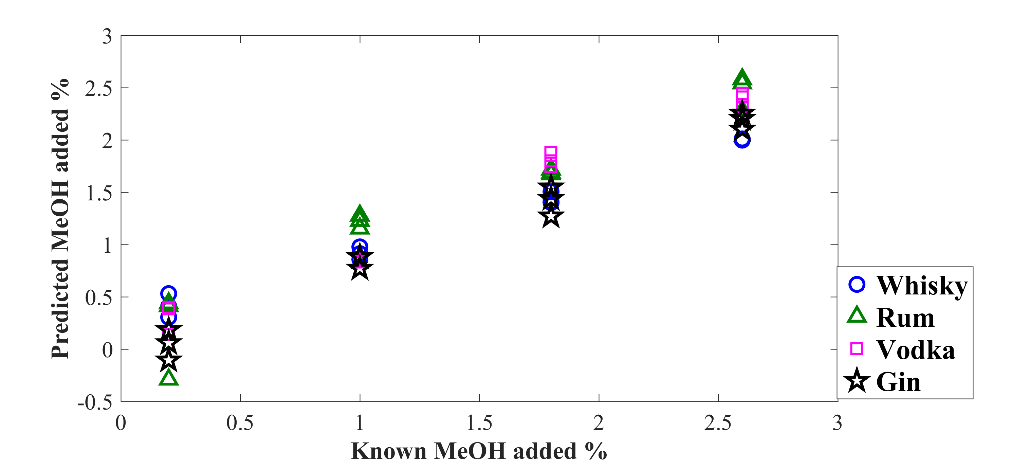 3
2.5
2
1.5
1
0.5
0
-0.5
Predicted MeOH added %
0 0.5 1 1.5 2 2.5 3
Known MeOH added %
Whisky
Rum
Vodka
Gin